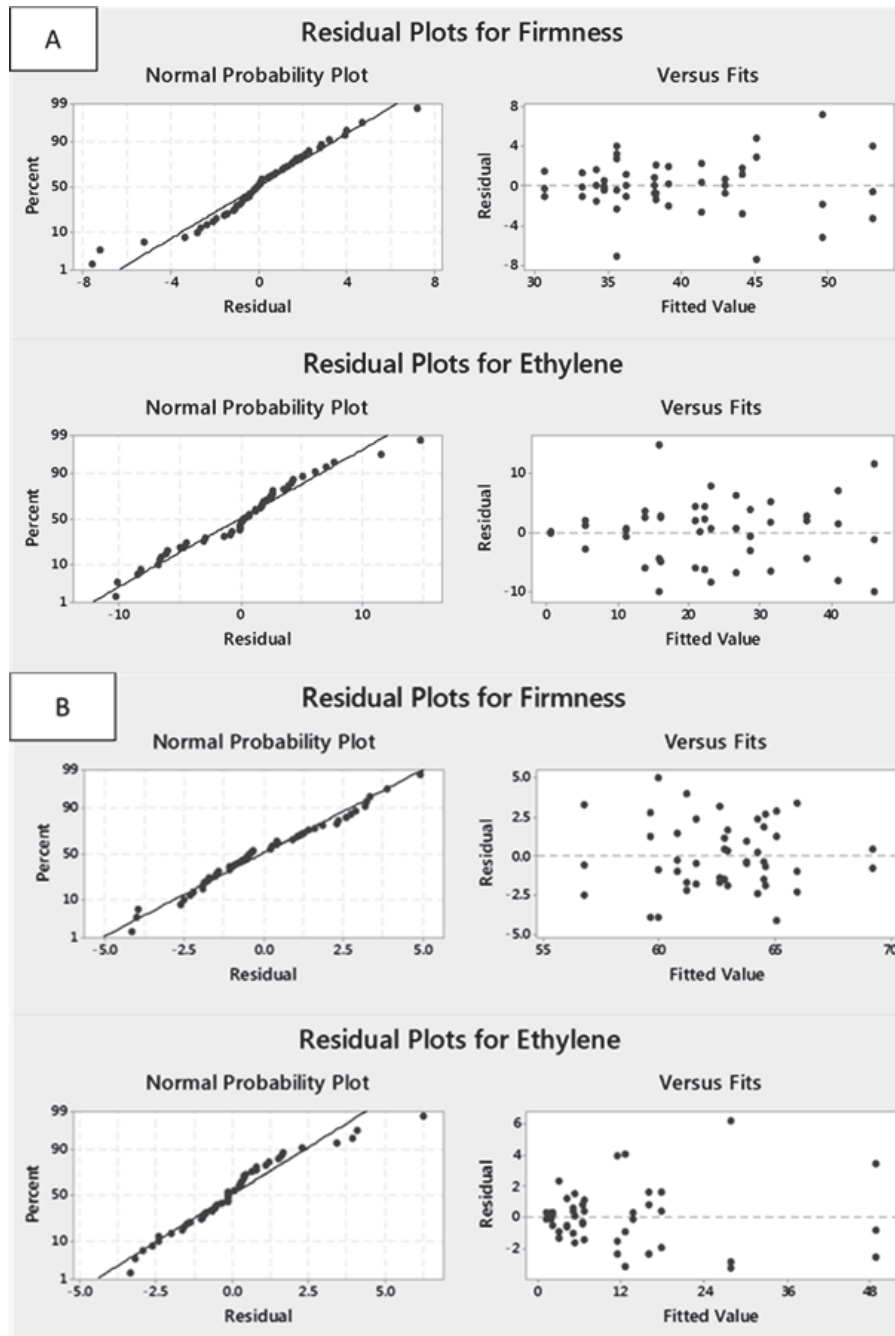 A
Residual Plots for Firmness
Normal Probability Plot
Versus Fits
99
90
50
10
1
Percent
-8
-4
0
4
8
Residual
8
4
0
-4
-8
Residual
30
35
40
45
50
Fitted Value
Residual Plots for Ethylene
Normal Probability Plot
Versus Fits
99
90
50
10
1
Percent
-10
0
10
Residual
10
0
-10
Residual
0
10
20
30
40
Fitted Value
B
Residual Plots for Firmness
Normal Probability Plot
Versus Fits
99
90
50
10
1
Percent
-5.0
-2.5
0.0
2.5
5.0
Residual
5.0
2.5
0.0
-2.5
-5.0
Residual
55
60
65
70
Fitted Value
Residual Plots for Ethylene
Normal Probability Plot
Versus Fits
99
90
50
10
1
Percent
-5.0
-2.5
0.0
2.5
5.0
Residual
6
4
2
0
-2
Residual
0
12
24
36
48
Fitted Value